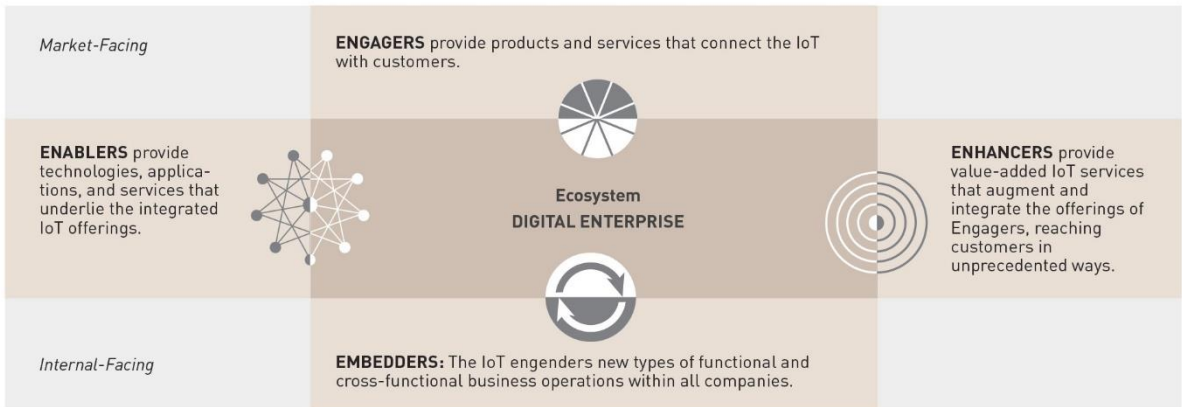 Market-Facing
ENGAGERS provide products and services that connect the IoT
with customers.
ENABLERS provide
technologies, applica-
tions, and services that
underlie the integrated
IoT offerings.
Ecosystem
DIGITAL ENTERPRISE
ENHANCERS provide
value-added IoT services
that augment and
integrate the offerings of
Engagers, reaching
customers in
unprecedented ways.
Internal-Facing
EMBEDDERS: The IoT engenders new types of functional and
cross-functional business operations within all companies.